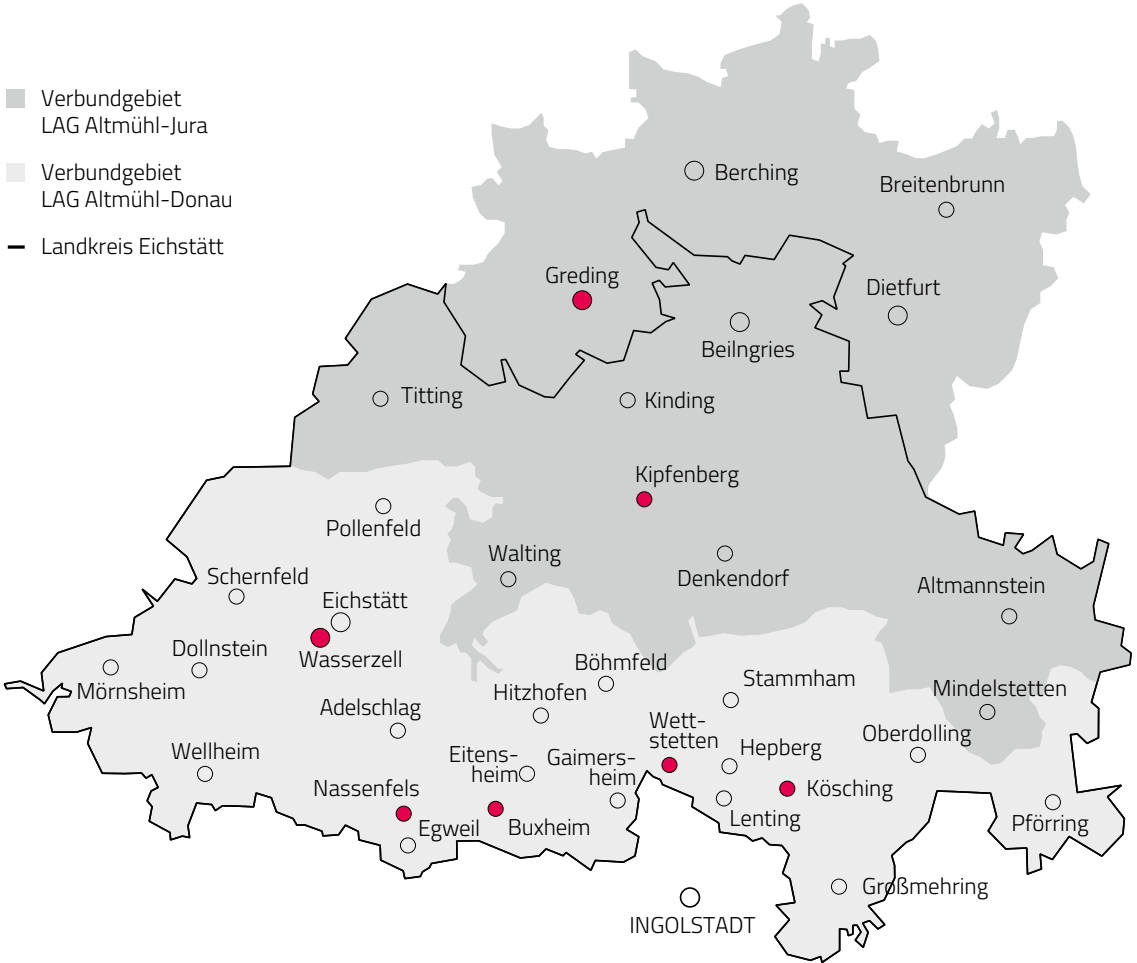 Verbundgebiet
LAG Altmühl-Jura
Verbundgebiet
LAG Altmühl-Donau
Landkreis Eichstätt
Berching
Breitenbrunn
Greding
Dietfurt
Beilngries
Titting
Kinding
Kipfenberg
Pollenfeld
Walting
Denkendorf
Schernfeld
Altmannstein
Eichstätt
Dollnstein
Wasserzell
Böhmfeld
Mörnsheim
Hitzhofen
Stammham
Mindelstetten
Adelschlag
Wett-
stetten
Oberdolling
Wellheim
Eitens-
heim
Gaimers-
heim
Hepberg
Nassenfels
Kösching
Egweil
Buxheim
Lenting
Pförring
Großmehring
INGOLSTADT